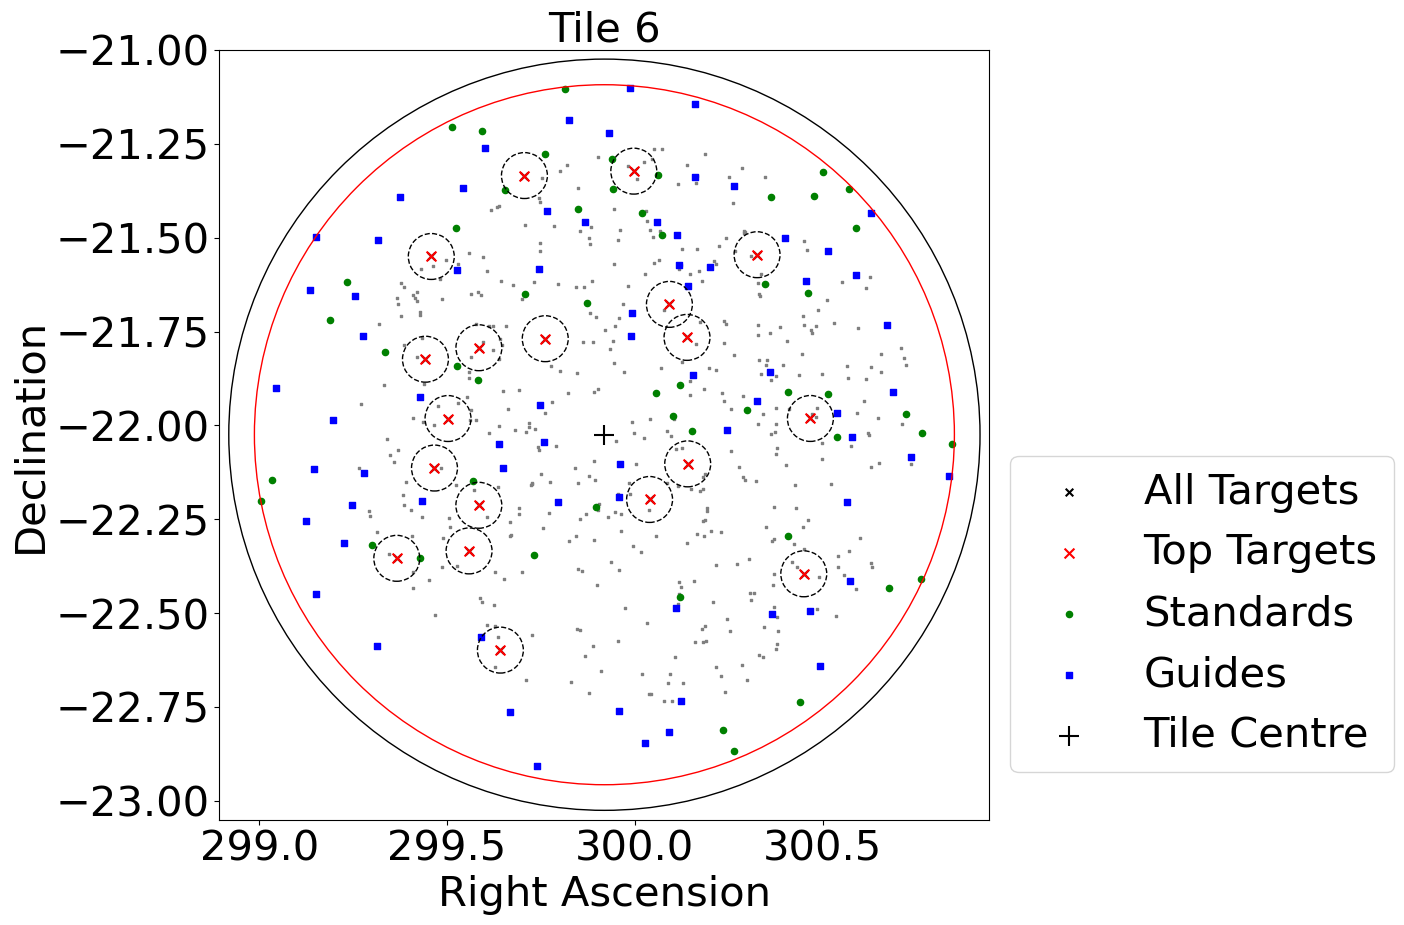 Tile 6
−21.00
−21.25
−21.50
−21.75
−22.00
−22.25
−22.50
−22.75
−23.00
Declination
299.0
299.5
300.0
300.5
Right Ascension
All Targets
Top Targets
Standards
Guides
Tile Centre